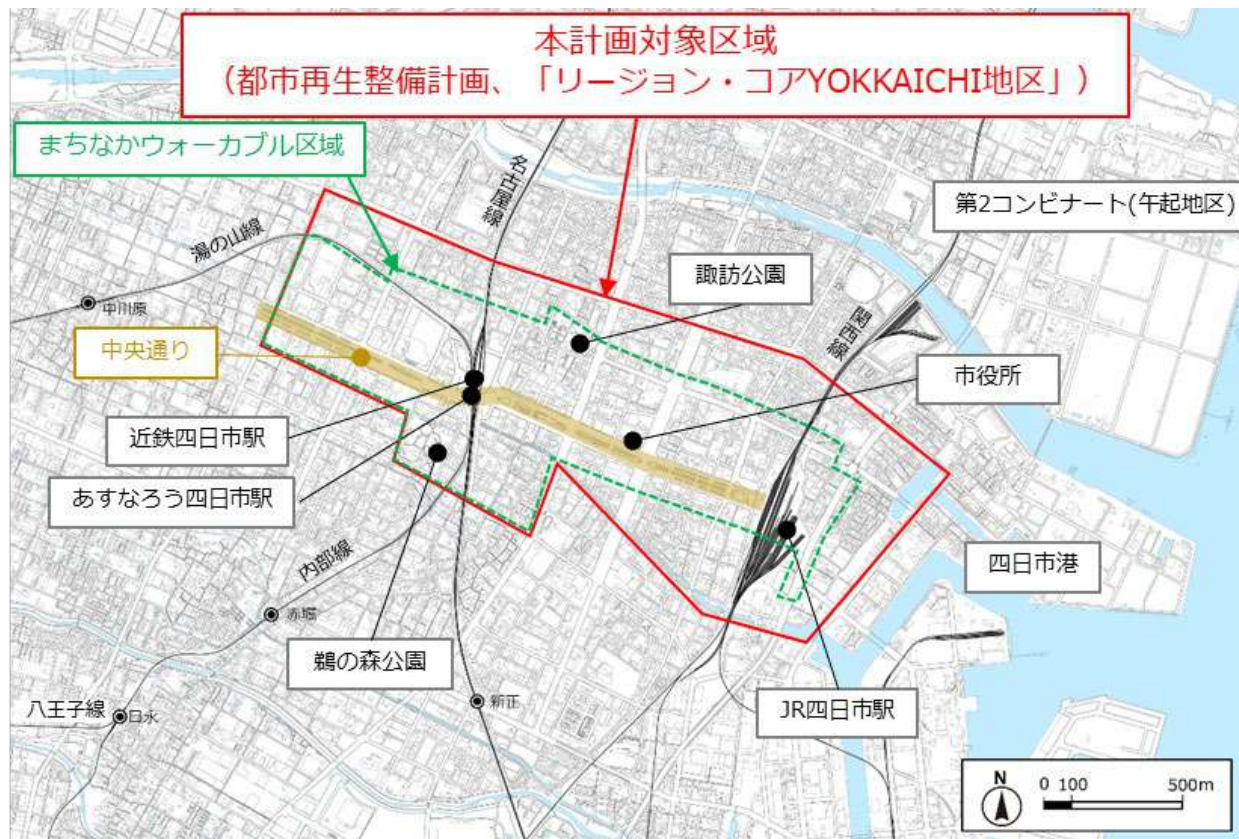 本計画対象区域
（都市再生整備計画、「リージョン・コアYOKKAICHI地区」）
まちなかウォーカブル区域
名古屋線
第2コンビナート(午起地区)
湯の山線
諏訪公園
関西線
中川原
中央通り
市役所
近鉄四日市駅
あすなろう四日市駅
内部線
四日市港
赤堀
鵜の森公園
新正
JR四日市駅
八王子線
日永
N
0 100 500m